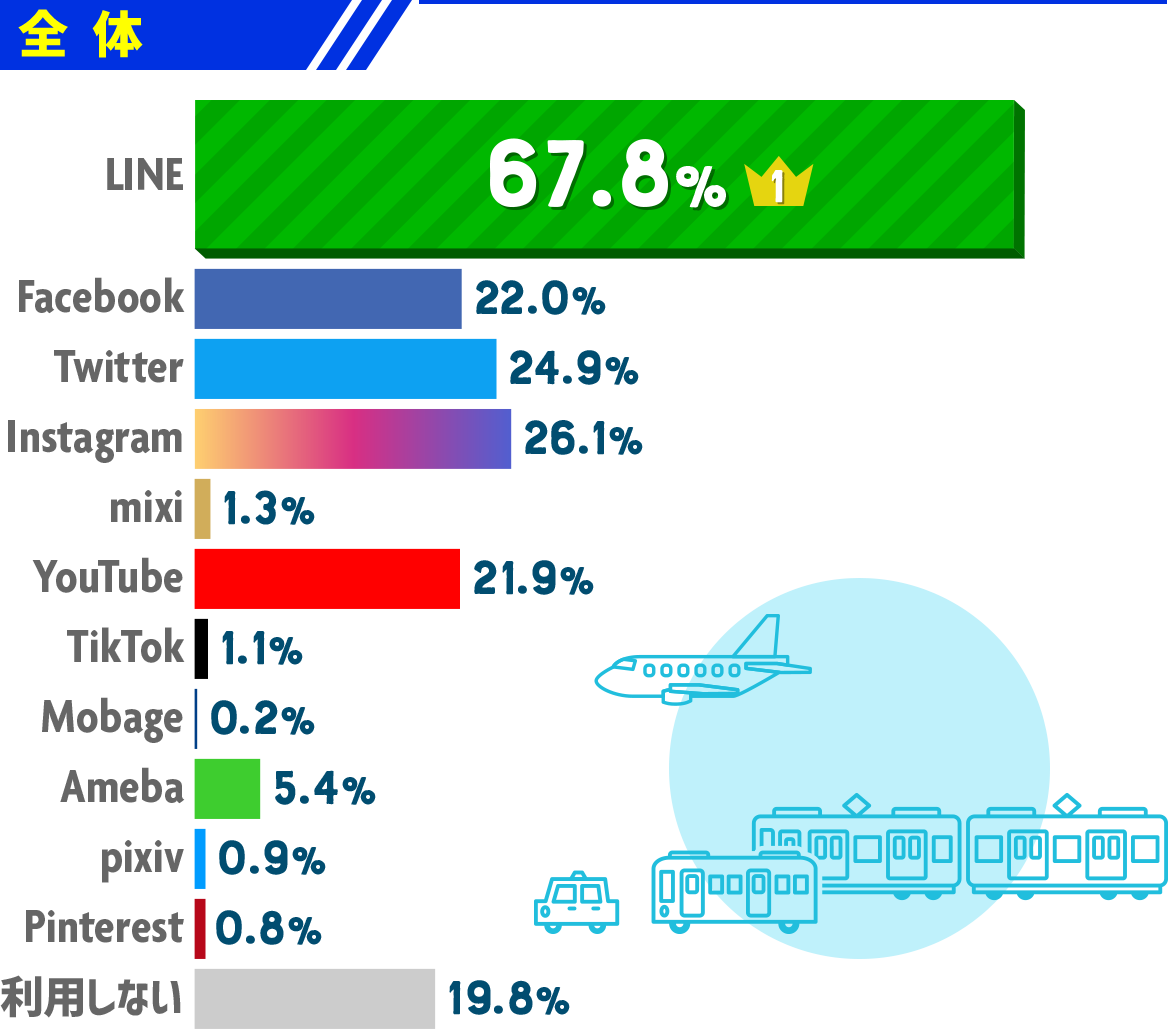 全体
LINE 67.8% 1
Facebook 22.0%
Twitter 24.9%
Instagram 26.1%
mixi 1.3%
YouTube 21.9%
TikTok 1.1%
Mobage 0.2%
Ameba 5.4%
pixiv 0.9%
Pinterest 0.8%
利用しない 19.8%